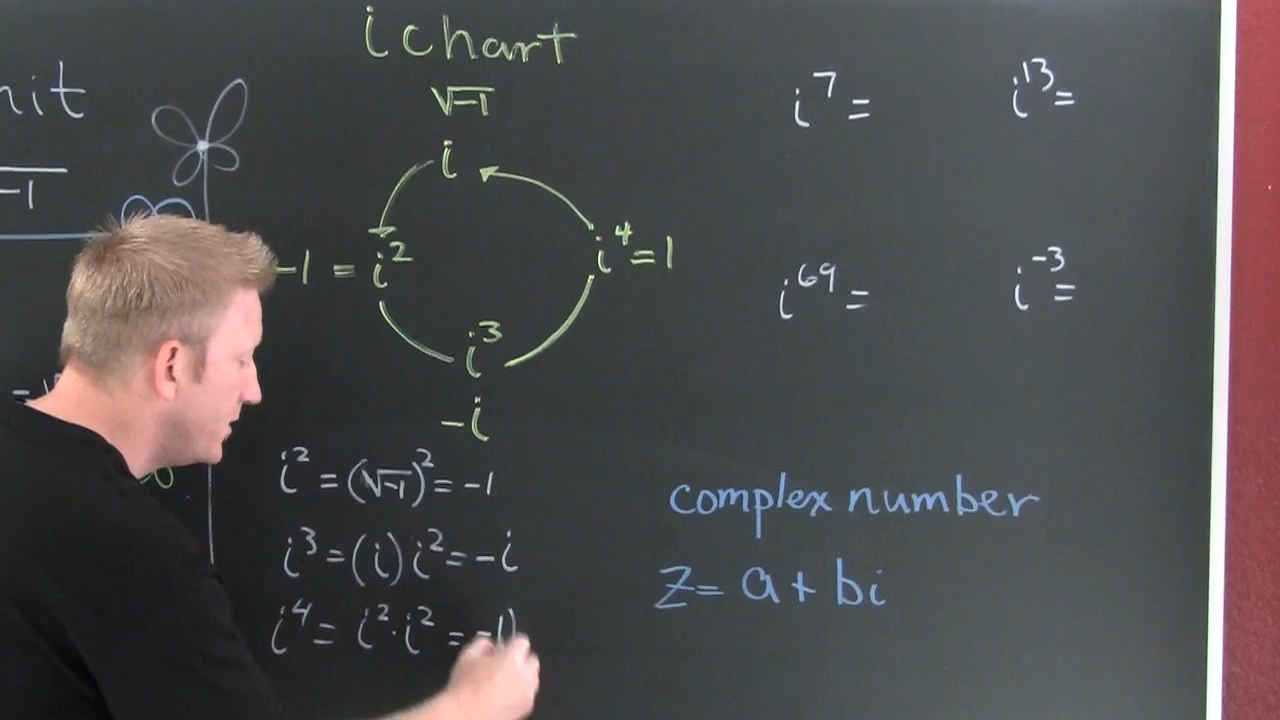 nit
i chart
√-1
√-1
i
-1 = i²
i⁴ = 1
i³
-i
i² = (√-1)² = -1
i³ = (i) i² = -i
i⁴ = i² · i² =
i⁷ =
i¹³ =
i⁶⁹ =
i⁻³ =
complex number
z = a + bi